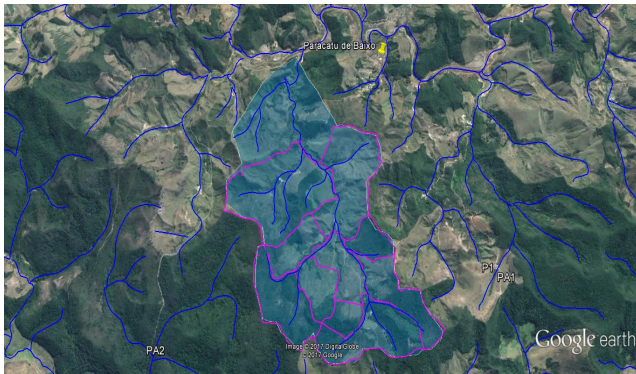 Paracatu de Baixo
P1
PA1
Google earth
PA2
Image © 2017 DigitalGlobe
© 2017 Google